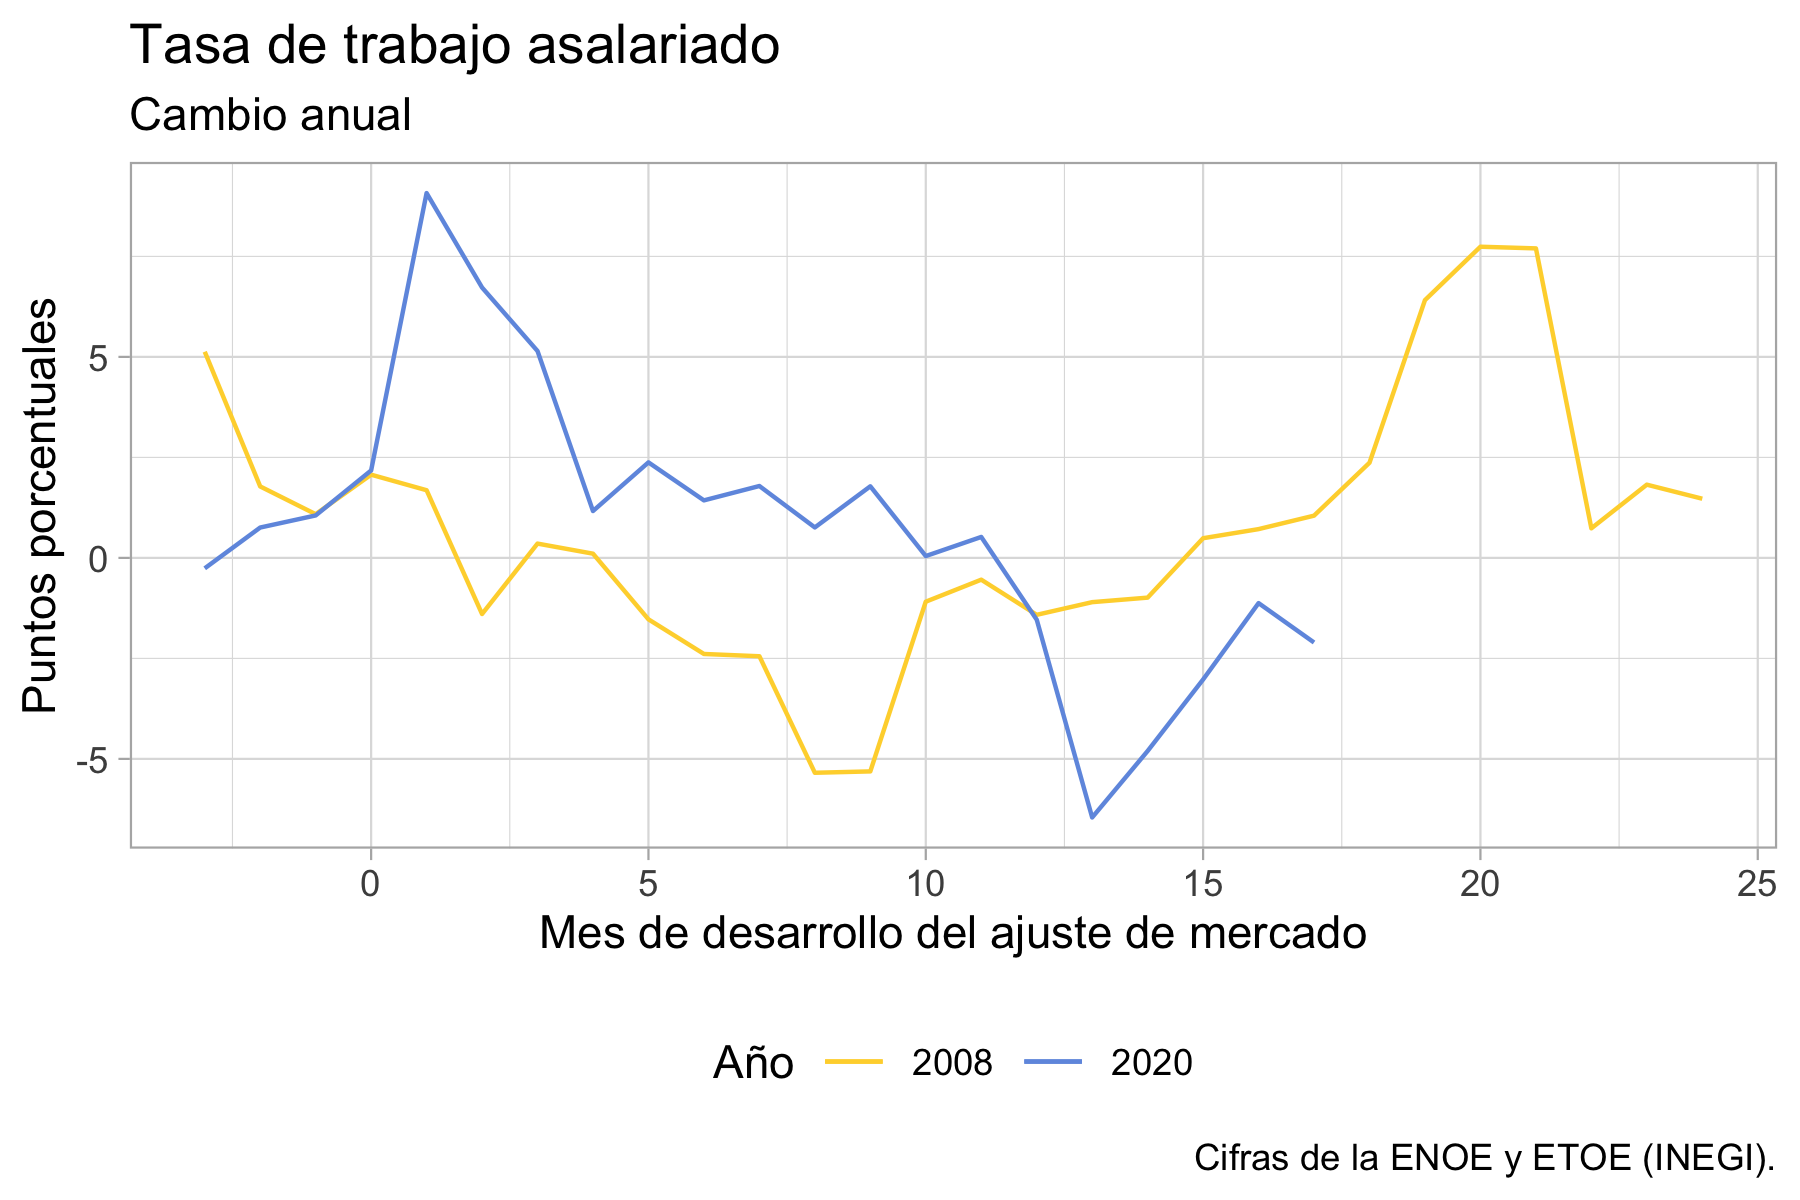 Tasa de trabajo asalariado
Cambio anual
Puntos porcentuales
5
0
-5
0 5 10 15 20 25
Mes de desarrollo del ajuste de mercado
Año 2008 2020
Cifras de la ENOE y ETOE (INEGI).